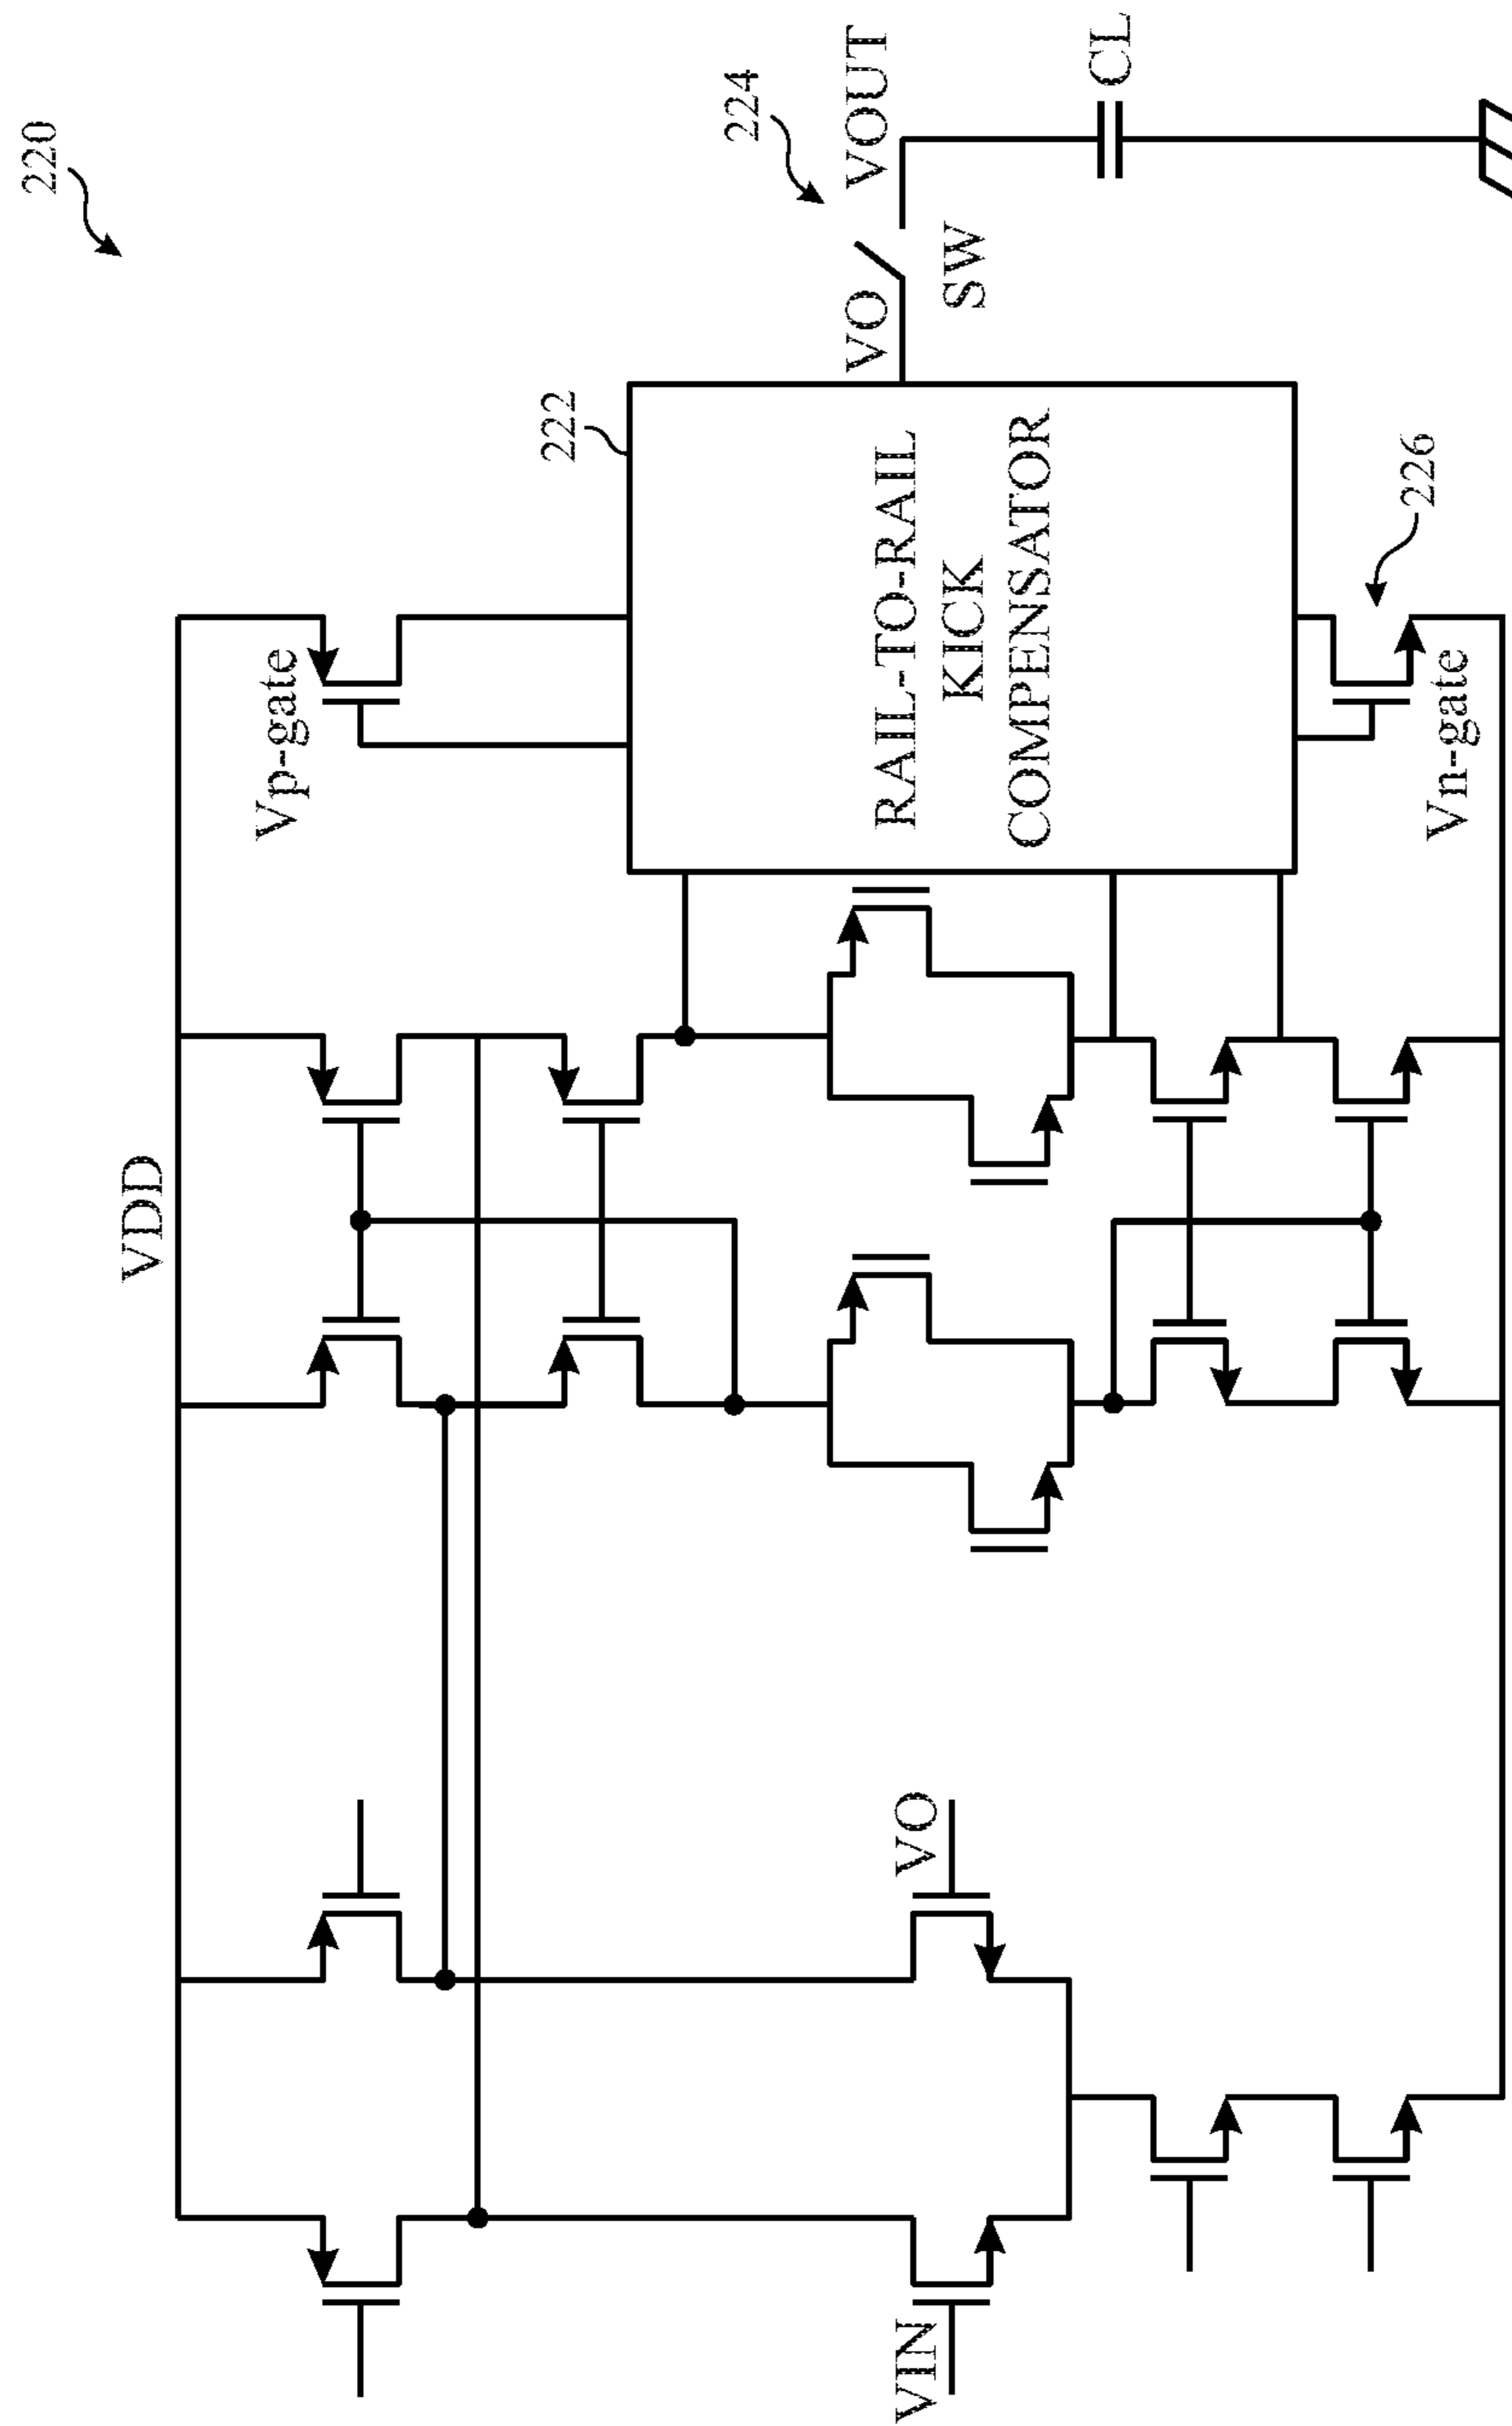 220
VDD
Vp-gate
222
224
VO
VOUT
SW
CL
RAIL-TO-RAIL
KICK
COMPENSATOR
VIN
VO
226
Vn-gate